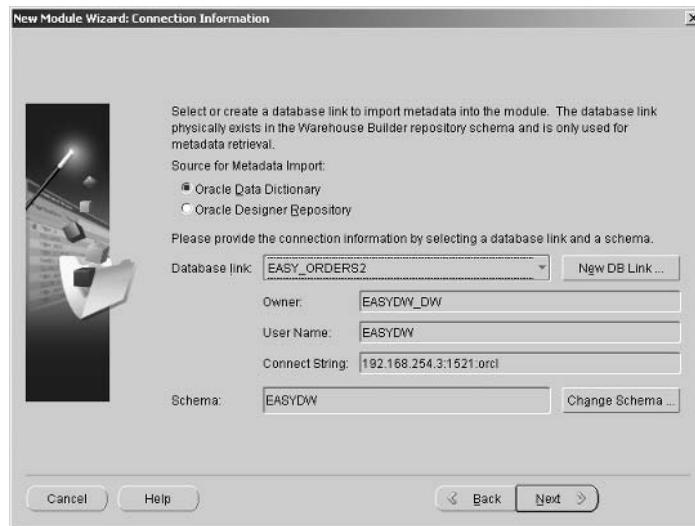 New Module Wizard: Connection Information
Select or create a database link to import metadata into the module. The database link
physically exists in the Warehouse Builder repository schema and is only used for
metadata retrieval.
Source for Metadata Import:
Oracle Data Dictionary
Oracle Designer Repository
Please provide the connection information by selecting a database link and a schema.
Database link: EASY_ORDERS2 New DB Link ...
Owner: EASYDW_DW
User Name: EASYDW
Connect String: 192.168.254.3:1521:orcl
Schema: EASYDW Change Schema ...
Cancel Help Back Next